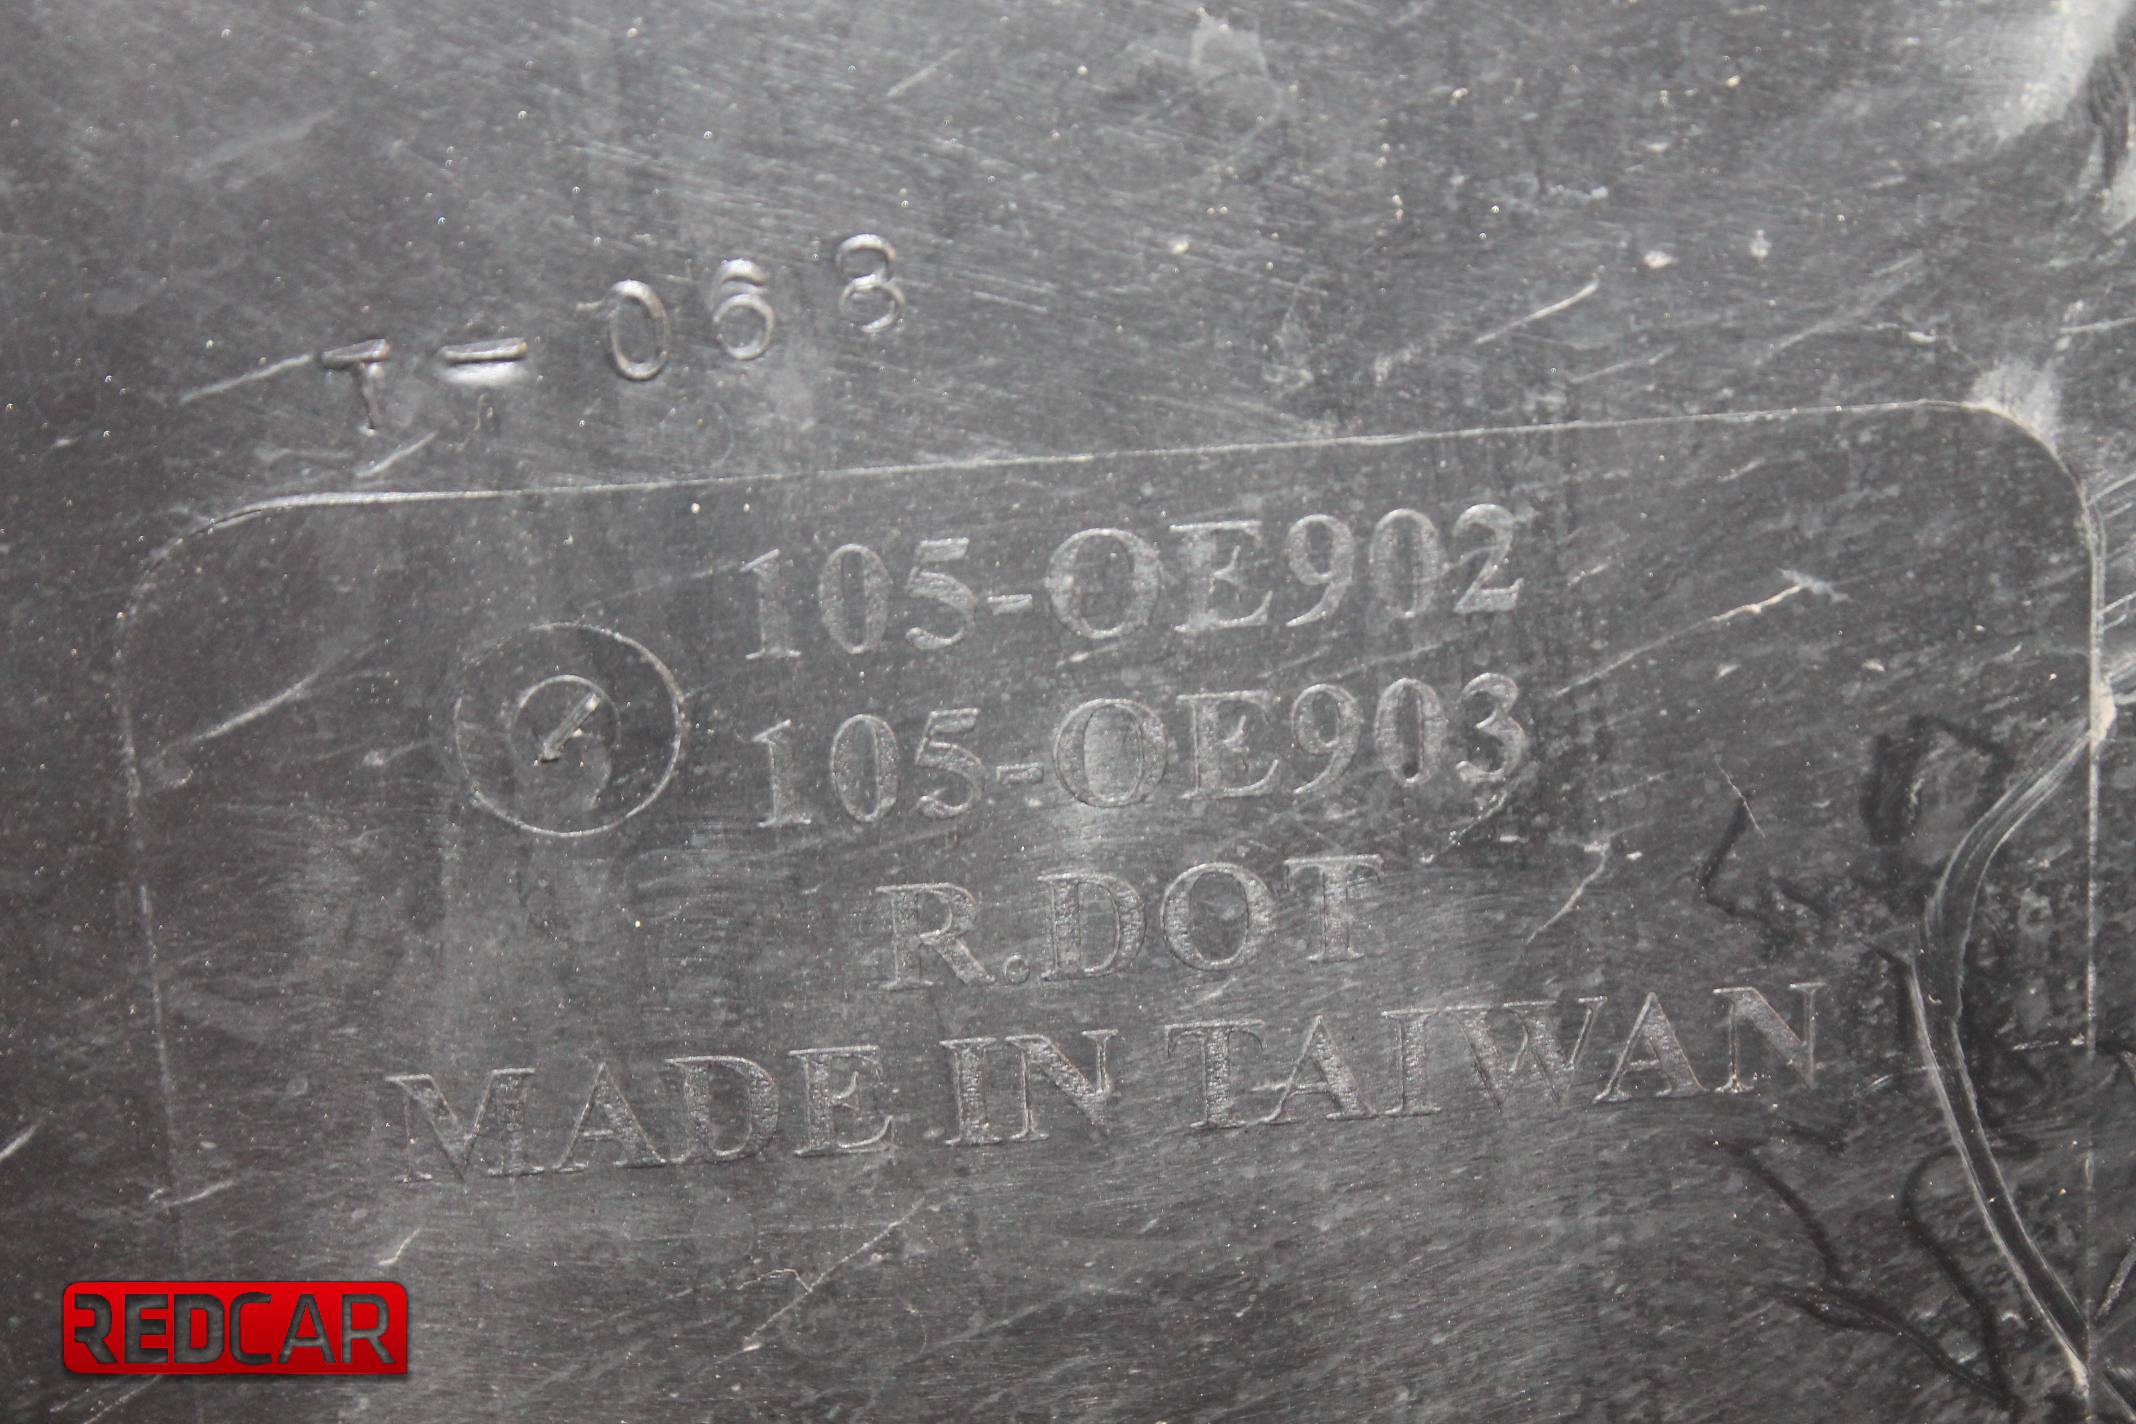 T-068
105-OE902
105-OE903
R.DOT
MADE IN TAIWAN
REDCAR